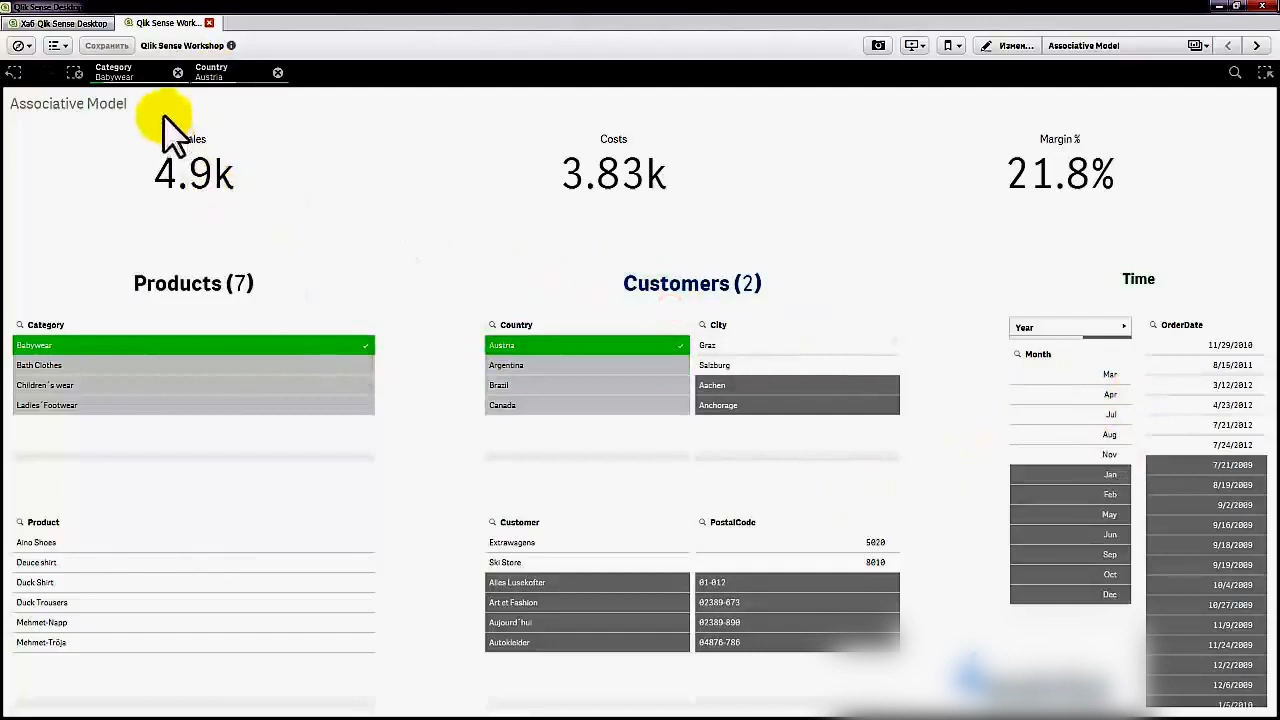 Qlik Sense Desktop
Хаб Qlik Sense Desktop
Qlik Sense Work...
Сохранить
Qlik Sense Workshop
Измен...
Associative Model
Category
Babywear
Country
Austria
Associative Model
ales
4.9k
Costs
3.83k
Margin %
21.8%
Products (7)
Customers (2)
Time
Category
Babywear
Bath Clothes
Children´s wear
Ladies´Footwear
Country
Austria
Argentina
Brazil
Canada
City
Graz
Salzburg
Aachen
Anchorage
Year
Month
Mar
Apr
Jul
Aug
Nov
Jan
Feb
May
Jun
Sep
Oct
Dec
OrderDate
11/29/2010
8/15/2011
3/12/2012
4/23/2012
7/21/2012
7/24/2012
7/21/2009
8/19/2009
9/2/2009
9/16/2009
9/18/2009
9/19/2009
10/4/2009
10/27/2009
11/9/2009
11/24/2009
12/2/2009
12/6/2009
1/5/2010
Product
Aino Shoes
Deuce shirt
Duck Shirt
Duck Trousers
Mehmet-Napp
Mehmet-Tröja
Customer
Extrawagens
Ski Store
Alles Lusekofter
Art et Fashion
Aujourd´hui
Autokleider
PostalCode
5020
8010
01-012
02389-673
02389-890
04876-786